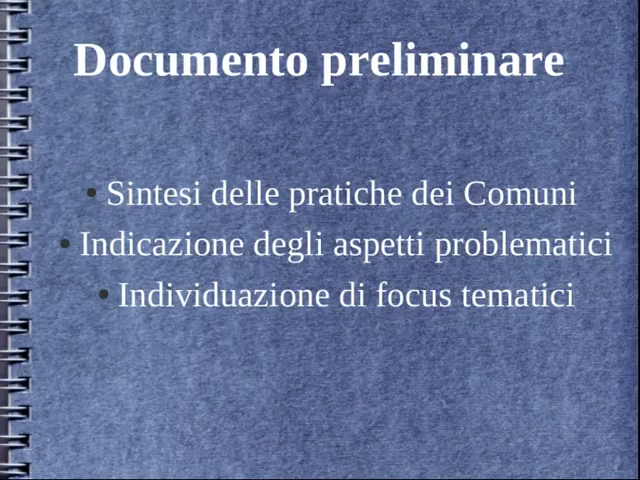 Documento preliminare
• Sintesi delle pratiche dei Comuni
• Indicazione degli aspetti problematici
• Individuazione di focus tematici